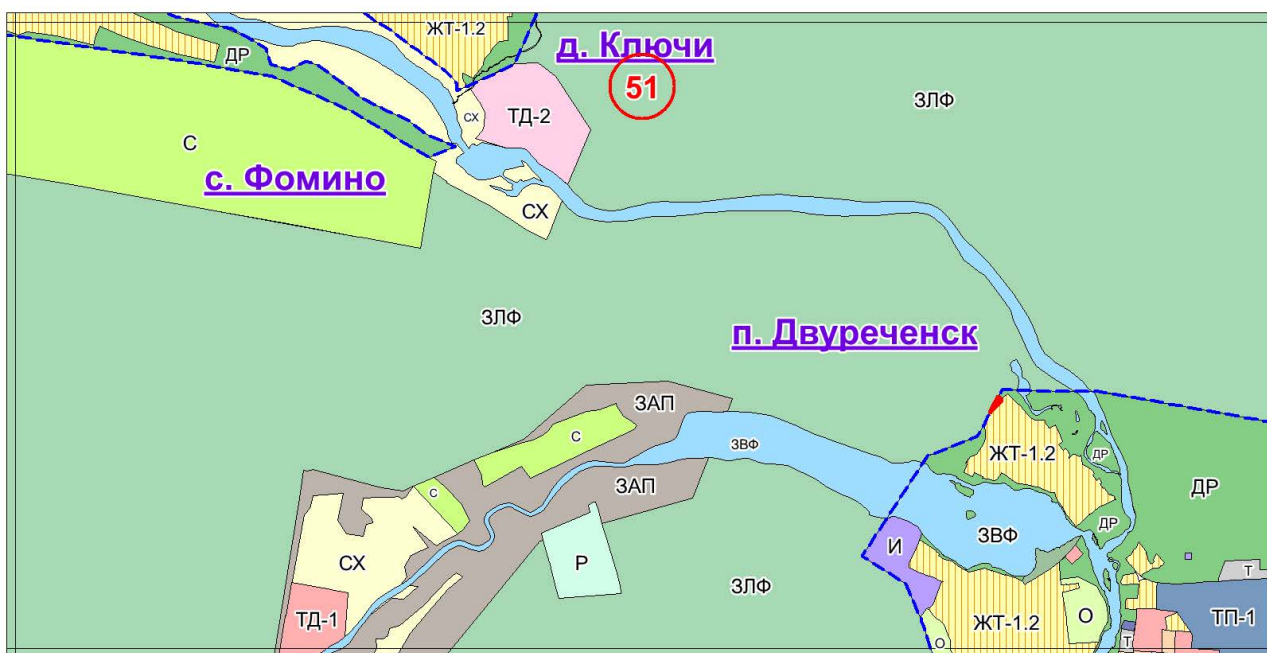 ЖТ-1.2
д. Ключи
ДР
51
ЗЛФ
СХ
ТД-2
С
с. Фомино
СХ
ЗЛФ
п. Двуреченск
ЗАП
С
ЗВФ
ЖТ-1.2
ДР
ЗАП
С
ДР
ДР
СХ
И
ЗВФ
Р
ЗЛФ
Т
ТД-1
ЖТ-1.2
О
ТП-1
О
Т